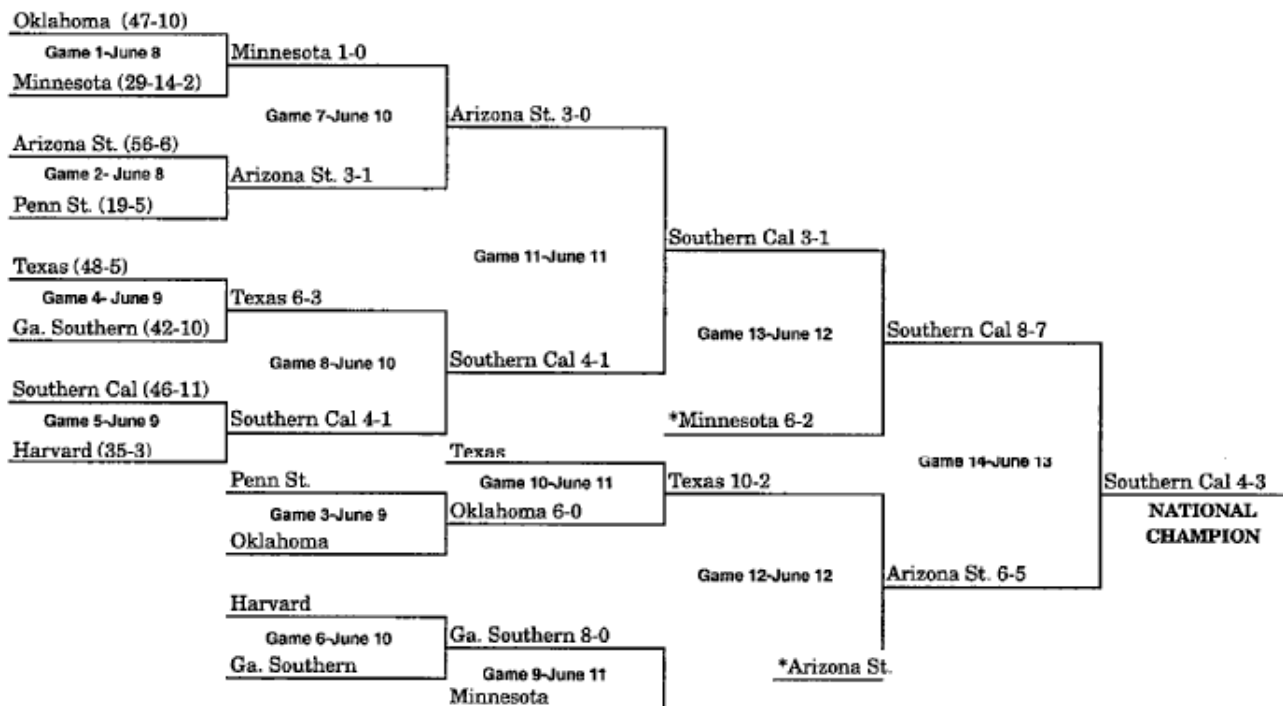 Oklahoma (47-10)
Game 1-June 8
Minnesota 1-0
Minnesota (29-14-2)
Game 7-June 10
Arizona St. 3-0
Arizona St. (56-6)
Game 2- June 8
Arizona St. 3-1
Penn St. (19-5)
Game 11-June 11
Southern Cal 3-1
Texas (48-5)
Game 4- June 9
Texas 6-3
Ga. Southern (42-10)
Game 13-June 12
Southern Cal 8-7
Game 8-June 10
Southern Cal 4-1
Southern Cal (46-11)
Game 5-June 9
Southern Cal 4-1
*Minnesota 6-2
Harvard (35-3)
Texas
Game 14-June 13
Penn St.
Game 10-June 11
Texas 10-2
Southern Cal 4-3
Game 3-June 9
Oklahoma 6-0
NATIONAL
CHAMPION
Oklahoma
Game 12-June 12
Arizona St. 6-5
Harvard
Game 6-June 10
Ga. Southern 8-0
Ga. Southern
Game 9-June 11
*Arizona St.
Minnesota